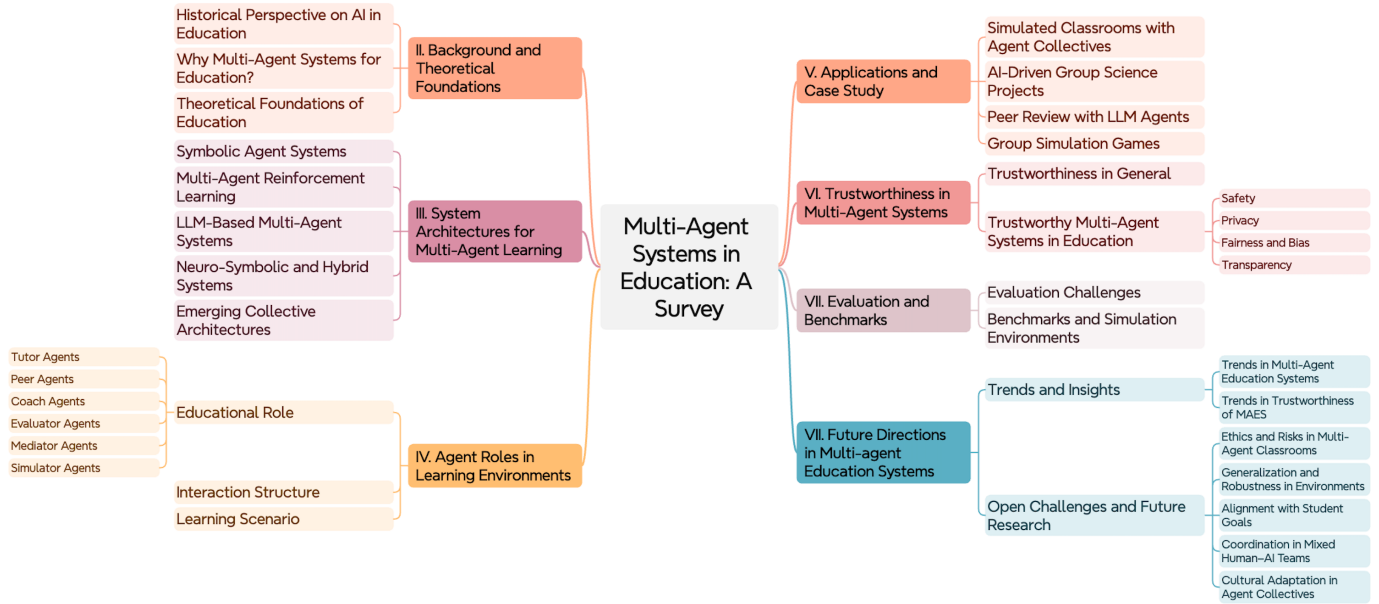 Multi-Agent
Systems in
Education: A
Survey
II. Background and
Theoretical
Foundations
Historical Perspective on AI in
Education
Why Multi-Agent Systems for
Education?
Theoretical Foundations of
Education
III. System
Architectures for
Multi-Agent Learning
Symbolic Agent Systems
Multi-Agent Reinforcement
Learning
LLM-Based Multi-Agent
Systems
Neuro-Symbolic and Hybrid
Systems
Emerging Collective
Architectures
IV. Agent Roles in
Learning Environments
Educational Role
Tutor Agents
Peer Agents
Coach Agents
Evaluator Agents
Mediator Agents
Simulator Agents
Interaction Structure
Learning Scenario
V. Applications and
Case Study
Simulated Classrooms with
Agent Collectives
AI-Driven Group Science
Projects
Peer Review with LLM Agents
Group Simulation Games
VI. Trustworthiness in
Multi-Agent Systems
Trustworthiness in General
Trustworthy Multi-Agent
Systems in Education
Safety
Privacy
Fairness and Bias
Transparency
VII. Evaluation and
Benchmarks
Evaluation Challenges
Benchmarks and Simulation
Environments
VII. Future Directions
in Multi-agent
Education Systems
Trends and Insights
Trends in Multi-Agent
Education Systems
Trends in Trustworthiness
of MAES
Open Challenges and Future
Research
Ethics and Risks in Multi-
Agent Classrooms
Generalization and
Robustness in Environments
Alignment with Student
Goals
Coordination in Mixed
Human–AI Teams
Cultural Adaptation in
Agent Collectives